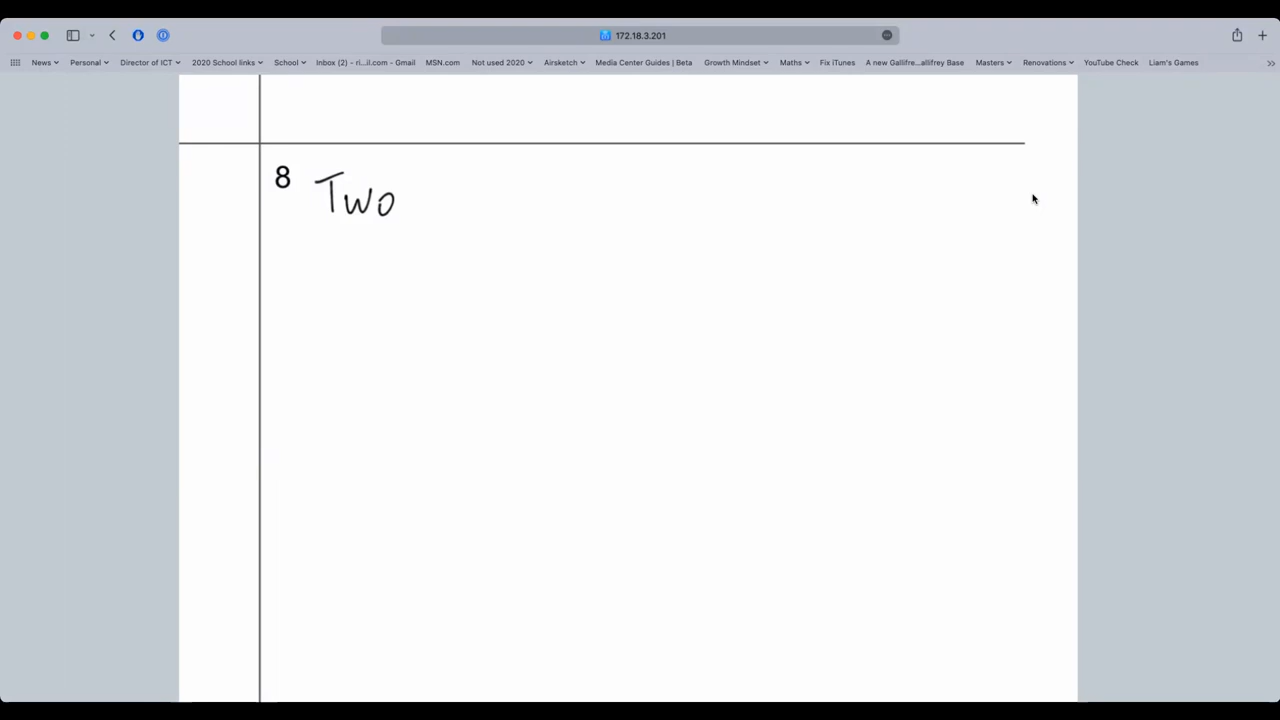 172.18.3.201
News Personal Director of ICT 2020 School links School Inbox (2) - ri...il.com - Gmail MSN.com Not used 2020 Airsketch Media Center Guides | Beta Growth Mindset Maths Fix iTunes A new Gallifre...allifrey Base Masters Renovations YouTube Check Liam's Games
8 Two